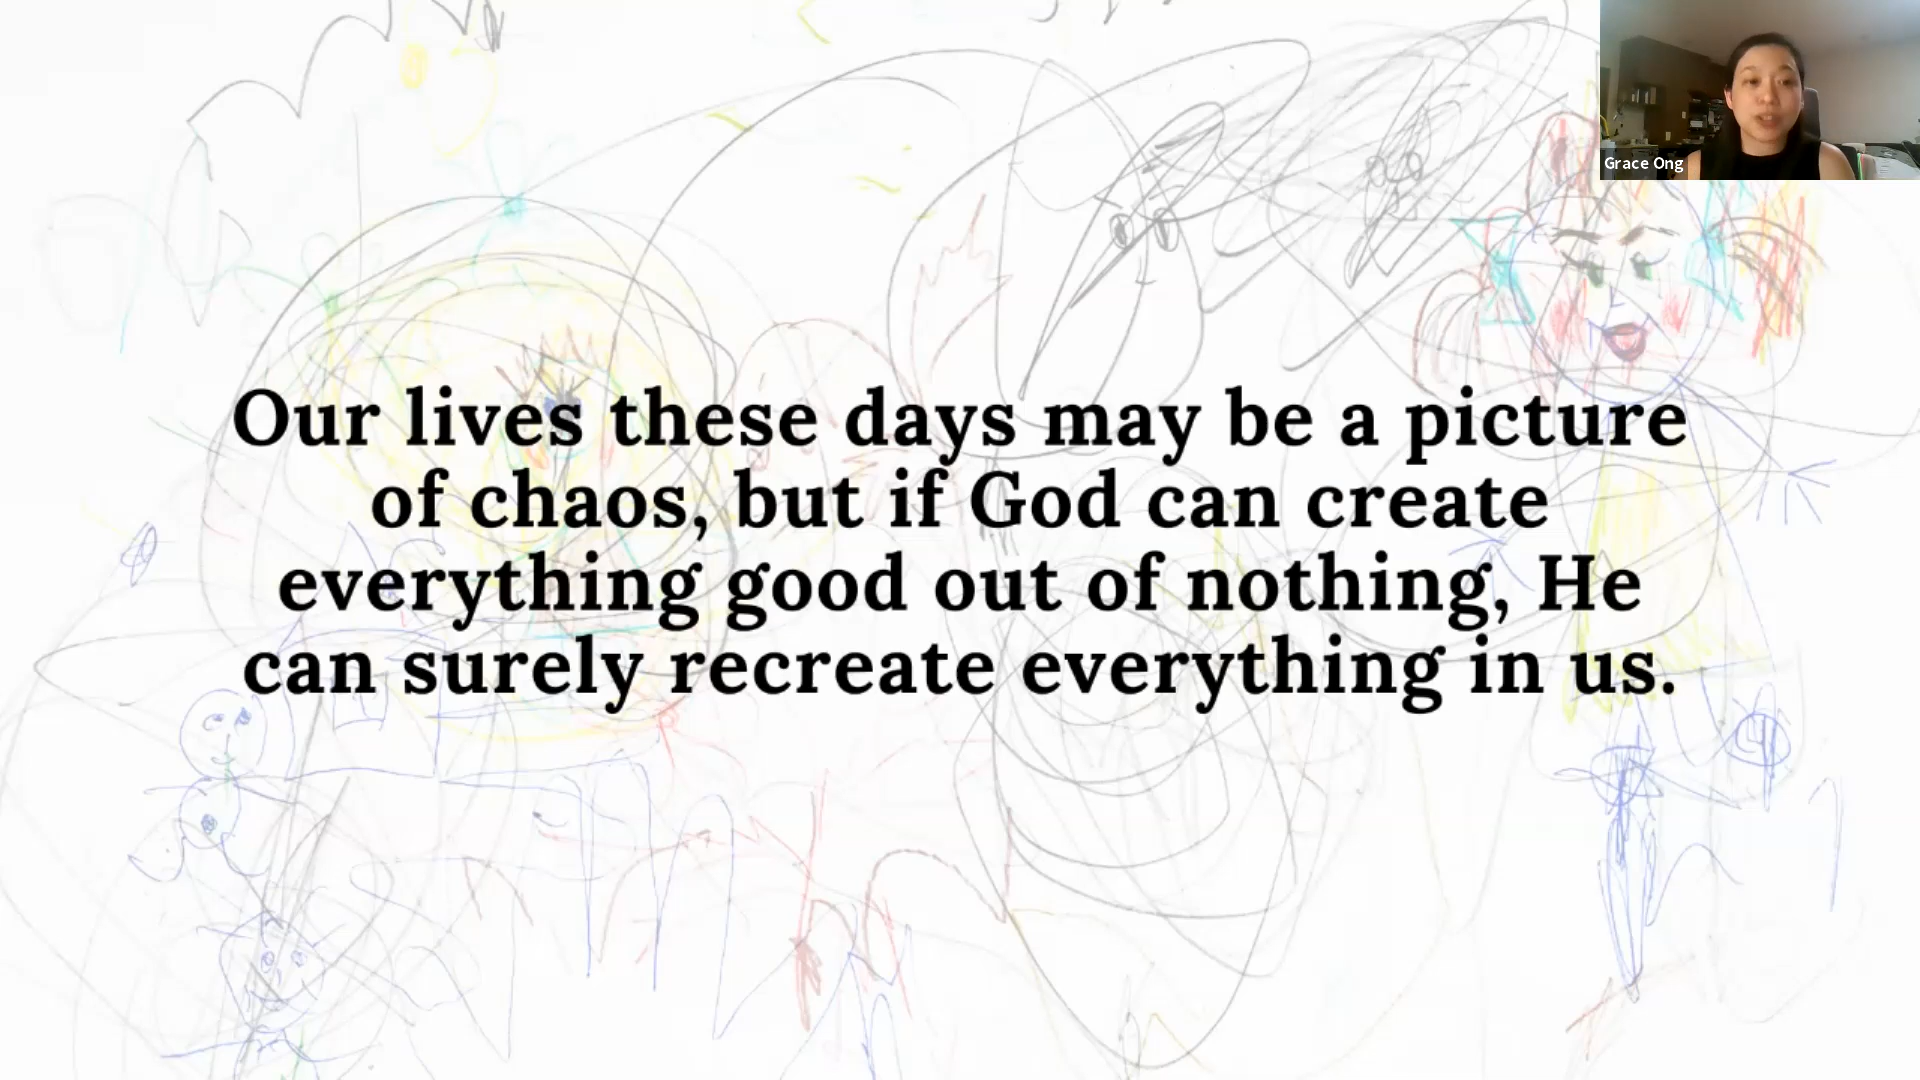 Grace Ong
Our lives these days may be a picture
of chaos, but if God can create
everything good out of nothing, He
can surely recreate everything in us.